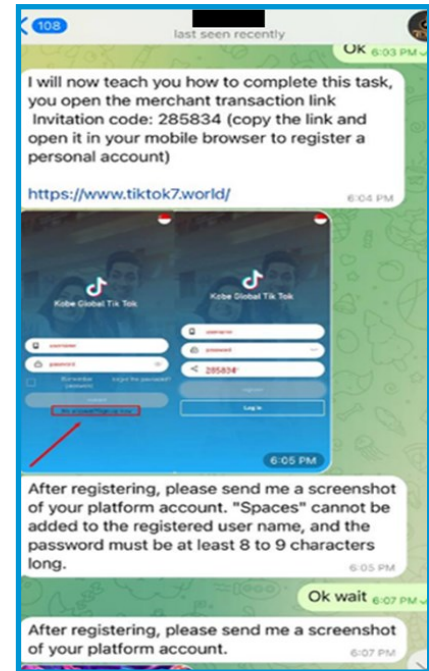 108
last seen recently
Ok 6:03 PM
I will now teach you how to complete this task,
you open the merchant transaction link
Invitation code: 285834 (copy the link and
open it in your mobile browser to register a
personal account)
https://www.tiktok7.world/
6:04 PM
Kobe Global Tik Tok
Kobe Global Tik Tok
username
username
password
password
285834
Log in
6:05 PM
After registering, please send me a screenshot
of your platform account. "Spaces" cannot be
added to the registered user name, and the
password must be at least 8 to 9 characters
long.
6:05 PM
Ok wait 6:07 PM
After registering, please send me a screenshot
of your platform account.
6:07 PM